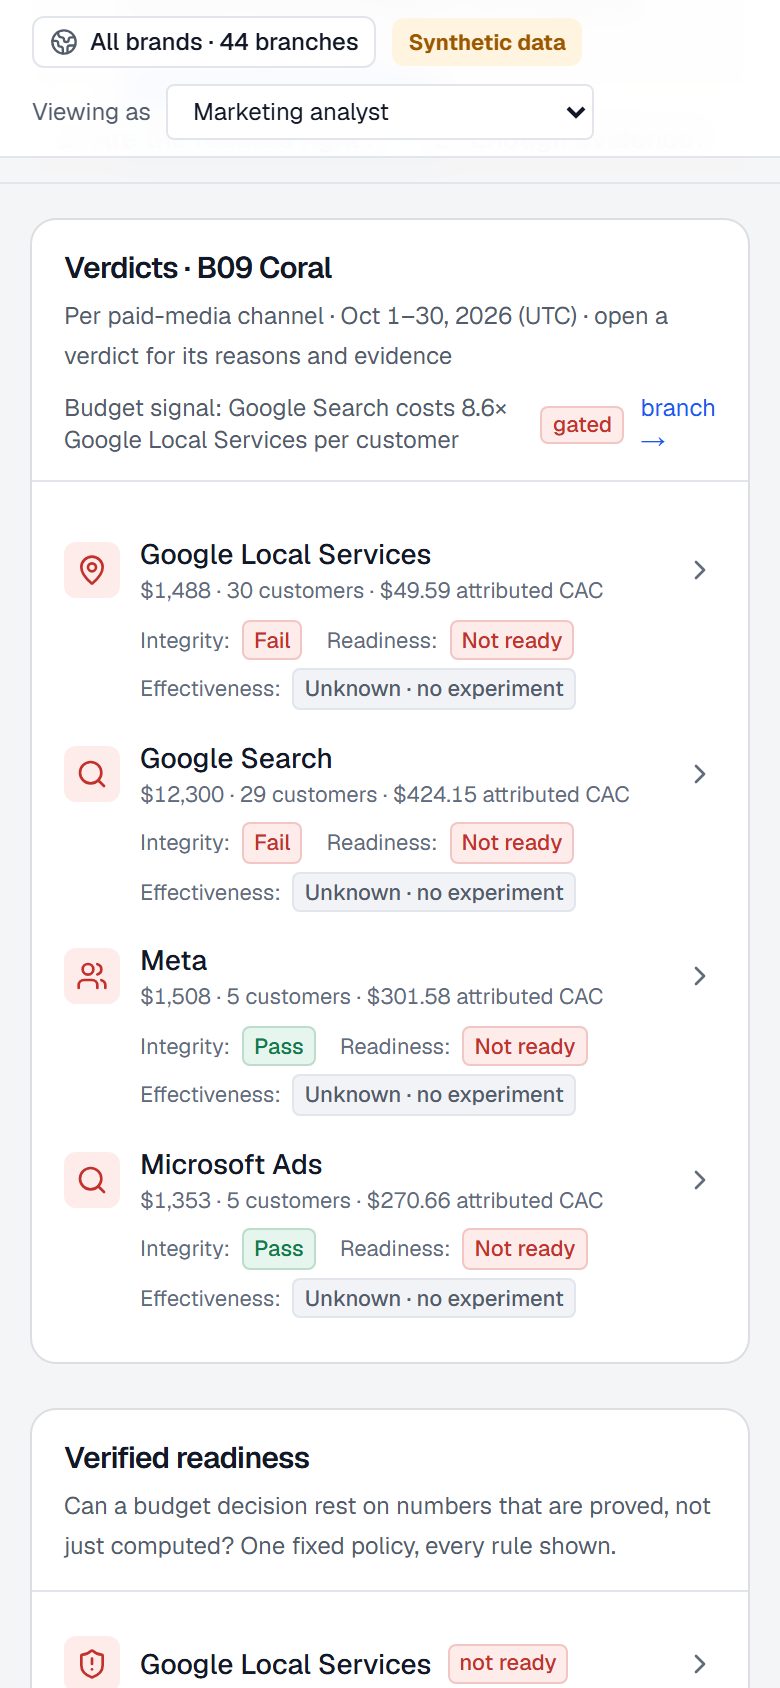 All brands · 44 branches
Synthetic data
Viewing as
Marketing analyst
Verdicts · B09 Coral
Per paid-media channel · Oct 1–30, 2026 (UTC) · open a
verdict for its reasons and evidence
Budget signal: Google Search costs 8.6×
Google Local Services per customer
gated
branch
→
Google Local Services
$1,488 · 30 customers · $49.59 attributed CAC
Integrity: Fail Readiness: Not ready
Effectiveness: Unknown · no experiment
Google Search
$12,300 · 29 customers · $424.15 attributed CAC
Integrity: Fail Readiness: Not ready
Effectiveness: Unknown · no experiment
Meta
$1,508 · 5 customers · $301.58 attributed CAC
Integrity: Pass Readiness: Not ready
Effectiveness: Unknown · no experiment
Microsoft Ads
$1,353 · 5 customers · $270.66 attributed CAC
Integrity: Pass Readiness: Not ready
Effectiveness: Unknown · no experiment
Verified readiness
Can a budget decision rest on numbers that are proved, not
just computed? One fixed policy, every rule shown.
Google Local Services not ready